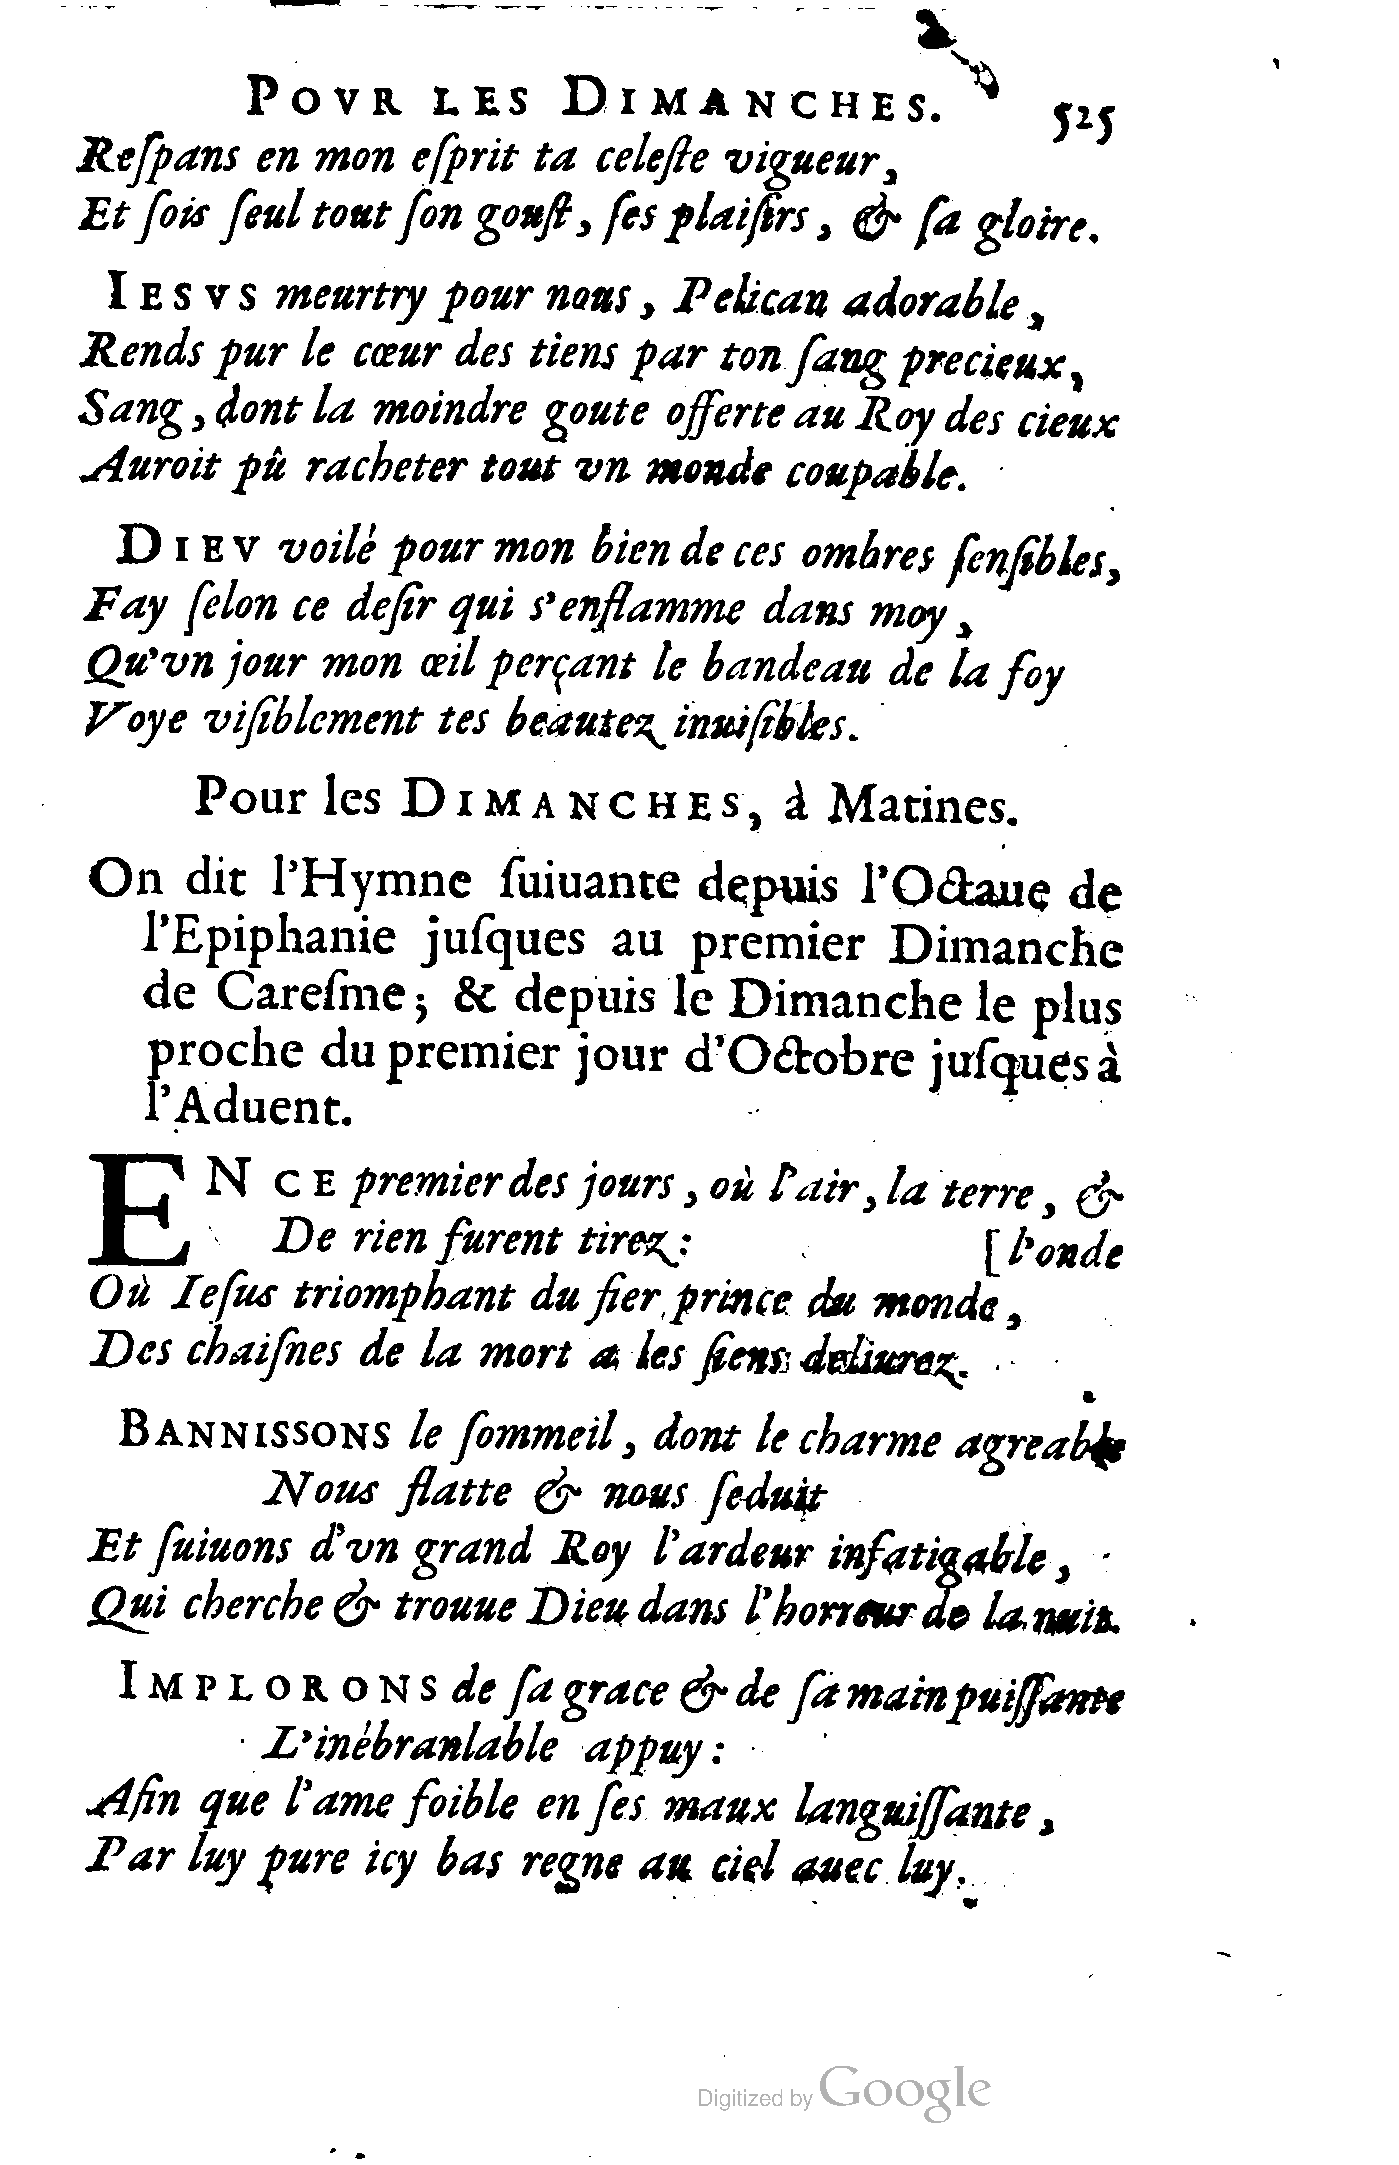 POVR LES DIMANCHES. 525
Reſpans en mon eſprit ta celeſte vigueur,
Et ſois ſeul tout ſon gouſt, ſes plaiſirs, & ſa gloire.
IESVS meurtry pour nous, Pelican adorable,
Rends pur le cœur des tiens par ton ſang precieux,
Sang, dont la moindre goute offerte au Roy des cieux
Auroit pû racheter tout vn monde coupable.
DIEV voilé pour mon bien de ces ombres ſenſibles,
Fay ſelon ce deſir qui s'enflamme dans moy,
Qu'vn jour mon œil perçant le bandeau de la foy
Voye viſiblement tes beautez inuiſibles.
Pour les DIMANCHES, à Matines.
On dit l'Hymne ſuiuante depuis l'Octaue de
l'Epiphanie juſques au premier Dimanche
de Careſme; & depuis le Dimanche le plus
proche du premier jour d'Octobre juſques à
l'Aduent.
EN CE premier des jours, où l'air, la terre, &
De rien furent tirez: [l'onde
Où Ieſus triomphant du fier prince du monde,
Des chaiſnes de la mort a les ſiens deliurez.
BANNISSONS le ſommeil, dont le charme agreable
Nous flatte & nous ſeduit
Et ſuiuons d'vn grand Roy l'ardeur infatigable,
Qui cherche & trouue Dieu dans l'horreur de la nuit.
IMPLORONS de ſa grace & de ſa main puiſſante
L'inébranlable appuy:
Afin que l'ame foible en ſes maux languiſſante,
Par luy pure icy bas regne au ciel auec luy.
Digitized by Google